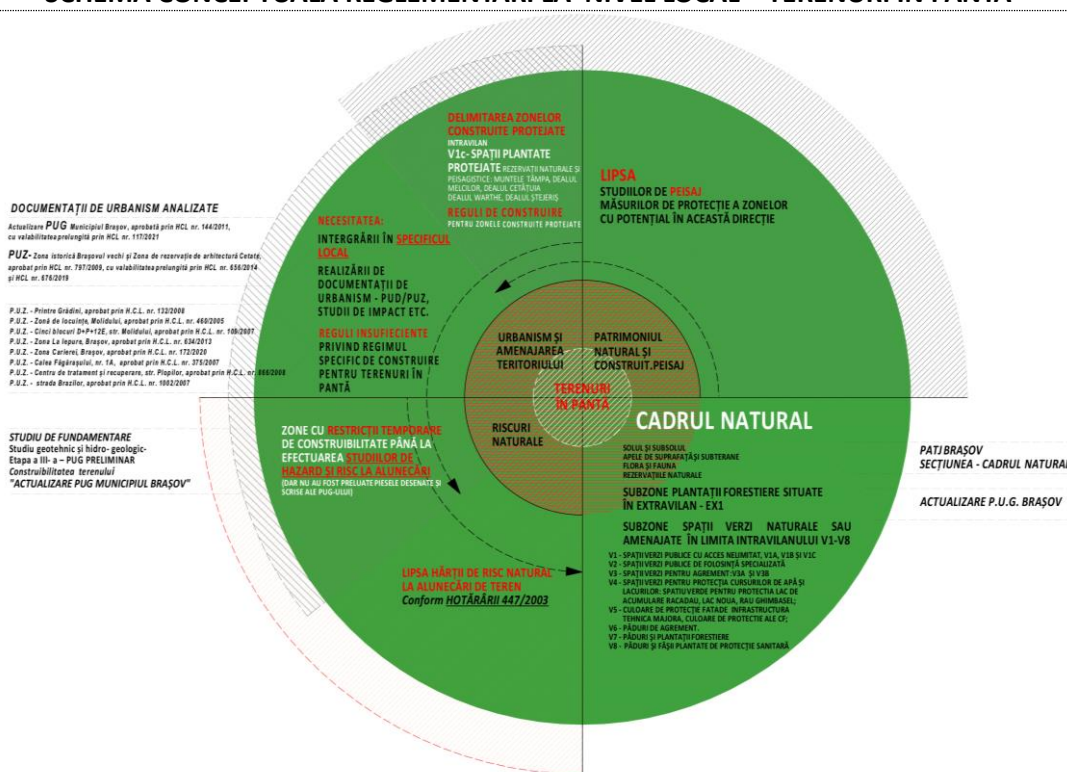 SCHEMA CONCEPTUALĂ REGLEMENTĂRI LA NIVEL LOCAL - TERENURI ÎN PANTĂ
DELIMITAREA ZONELOR
CONSTRUITE PROTEJATE
INTRAVILAN
V1c- SPAȚII PLANTATE
PROTEJATE REZERVAȚII NATURALE ȘI
PEISAGISTICE: MUNTELE TÂMPA, DEALUL
MELCILOR, DEALUL CETĂȚUIA
DEALUL WARTHE, DEALUL ȘTEJERIȘ
REGULI DE CONSTRUIRE
PENTRU ZONELE CONSTRUITE PROTEJATE
LIPSA
STUDIILOR DE PEISAJ
MĂSURILOR DE PROTECȚIE A ZONELOR
CU POTENȚIAL ÎN ACEASTĂ DIRECȚIE
DOCUMENTAȚII DE URBANISM ANALIZATE
Actualizare PUG Municipiul Brașov, aprobată prin HCL nr. 144/2011,
cu valabilitatea prelungită prin HCL nr. 117/2021
PUZ- Zona istorică Brașovul vechi și Zona de rezervație de arhitectură Cetate,
aprobat prin HCL nr. 797/2009, cu valabilitatea prelungită prin HCL nr. 656/2014
și HCL nr. 676/2019
P.U.Z. - Printre Grădini, aprobat prin H.C.L. nr. 132/2008
P.U.Z. - Zonă de locuințe, Molidului, aprobat prin H.C.L. nr. 460/2005
P.U.Z. - Cinci blocuri D+P+12E, str. Molidului, aprobat prin H.C.L. nr. 108/2007
P.U.Z. - Zona La Iepure, Brașov, aprobat prin H.C.L. nr. 634/2013
P.U.Z. - Zona Carierei, Brașov, aprobat prin H.C.L. nr. 172/2020
P.U.Z. - Calea Făgărașului, nr. 1A, aprobat prin H.C.L. nr. 375/2007
P.U.Z. - Centru de tratament și recuperare, str. Plopilor, aprobat prin H.C.L. nr. 866/2008
P.U.Z. - strada Brazilor, aprobat prin H.C.L. nr. 1002/2007
NECESITATEA:
INTERGRĂRII ÎN SPECIFICUL
LOCAL
REALIZĂRII DE
DOCUMENTAȚII DE
URBANISM - PUD/PUZ,
STUDII DE IMPACT ETC.
REGULI INSUFIECIENTE
PRIVIND REGIMUL
SPECIFIC DE CONSTRUIRE
PENTRU TERENURI ÎN
PANTĂ
URBANISM ȘI
AMENAJAREA
TERITORIULUI
PATRIMONIUL
NATURAL ȘI
CONSTRUIT.PEISAJ
TERENURI
ÎN PANTĂ
RISCURI
NATURALE
CADRUL NATURAL
SOLUL ȘI SUBSOLUL
APELE DE SUPRAFAȚĂ ȘI SUBTERANE
FLORA ȘI FAUNA
REZERVAȚIILE NATURALE
SUBZONE PLANTAȚII FORESTIERE SITUATE
ÎN EXTRAVILAN - EX1
SUBZONE SPAȚII VERZI NATURALE SAU
AMENAJATE ÎN LIMITA INTRAVILANULUI V1-V8
V1 - SPAȚII VERZI PUBLICE CU ACCES NELIMITAT, V1A, V1B ȘI V1C
V2 - SPAȚII VERZI PUBLICE DE FOLOSINȚĂ SPECIALIZATĂ
V3 - SPAȚII VERZI PENTRU AGREMENT :V3A ȘI V3B
V4 - SPAȚII VERZI PENTRU PROTECȚIA CURSURILOR DE APĂ ȘI
LACURILOR: SPATIU VERDE PENTRU PROTECTIA LAC DE
ACUMULARE RACADAU, LAC NOUA, RAU GHIMBASEL;
V5 - CULOARE DE PROTECȚIE FATADE INFRASTRUCTURA
TEHNICA MAJORA, CULOARE DE PROTECTIE ALE CF;
V6 - PĂDURI DE AGREMENT.
V7 - PĂDURI ȘI PLANTAȚII FORESTIERE
V8 - PĂDURI ȘI FÂȘII PLANTATE DE PROTECȚIE SANITARĂ
ZONE CU RESTRICȚII TEMPORARE
DE CONSTRUIBILITATE PÂNĂ LA
EFECTUAREA STUDIILOR DE
HAZARD SI RISC LA ALUNECĂRI
(DAR NU AU FOST PRELUATE PIESELE DESENATE ȘI
SCRISE ALE PUG-ULUI)
LIPSA HĂRȚII DE RISC NATURAL
LA ALUNECĂRI DE TEREN
Conform HOTĂRÂRII 447/2003
STUDIU DE FUNDAMENTARE
Studiu geotehnic și hidro- geologic-
Etapa a III- a – PUG PRELIMINAR
Construibilitatea terenului
"ACTUALIZARE PUG MUNICIPIUL BRAȘOV"
PATJ BRAȘOV
SECȚIUNEA - CADRUL NATURAL
ACTUALIZARE P.U.G. BRAȘOV